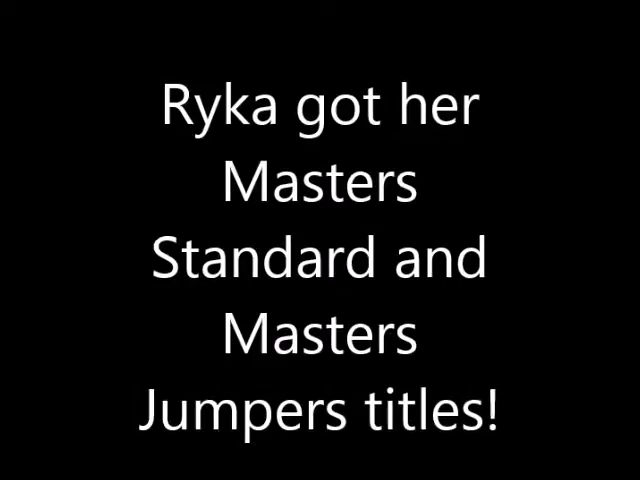 Ryka got her
Masters
Standard and
Masters
Jumpers titles!